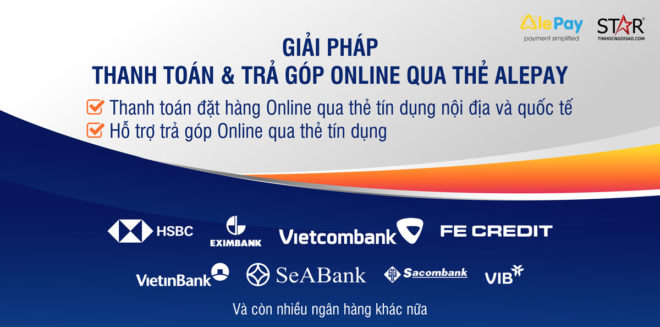 AlePay
payment simplified
STAR
TINHOCNGOISAO.COM
GIẢI PHÁP
THANH TOÁN & TRẢ GÓP ONLINE QUA THẺ ALEPAY
Thanh toán đặt hàng Online qua thẻ tín dụng nội địa và quốc tế
Hỗ trợ trả góp Online qua thẻ tín dụng
HSBC
EXIMBANK
Vietcombank
FE CREDIT
VietinBank
SeABank
Sacombank
VIB
Và còn nhiều ngân hàng khác nữa